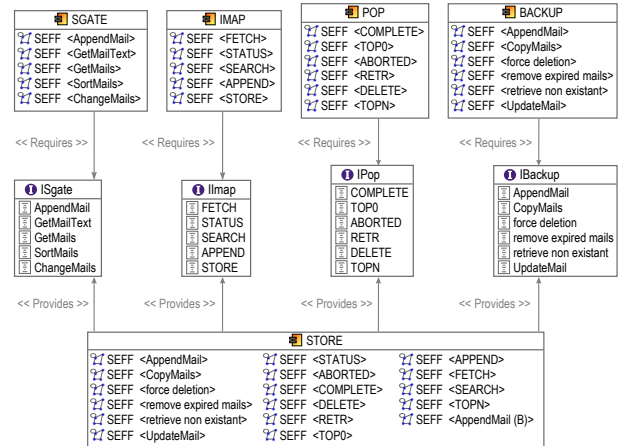 SGATE
SEFF <AppendMail>
SEFF <GetMailText>
SEFF <GetMails>
SEFF <SortMails>
SEFF <ChangeMails>
IMAP
SEFF <FETCH>
SEFF <STATUS>
SEFF <SEARCH>
SEFF <APPEND>
SEFF <STORE>
POP
SEFF <COMPLETE>
SEFF <TOP0>
SEFF <ABORTED>
SEFF <RETR>
SEFF <DELETE>
SEFF <TOPN>
BACKUP
SEFF <AppendMail>
SEFF <CopyMails>
SEFF <force deletion>
SEFF <remove expired mails>
SEFF <retrieve non existant>
SEFF <UpdateMail>
<< Requires >>
<< Requires >>
<< Requires >>
<< Requires >>
I ISgate
AppendMail
GetMailText
GetMails
SortMails
ChangeMails
I IImap
FETCH
STATUS
SEARCH
APPEND
STORE
I IPop
COMPLETE
TOP0
ABORTED
RETR
DELETE
TOPN
I IBackup
AppendMail
CopyMails
force deletion
remove expired mails
retrieve non existant
UpdateMail
<< Provides >>
<< Provides >>
<< Provides >>
<< Provides >>
STORE
SEFF <AppendMail>
SEFF <CopyMails>
SEFF <force deletion>
SEFF <remove expired mails>
SEFF <retrieve non existant>
SEFF <UpdateMail>
SEFF <STATUS>
SEFF <ABORTED>
SEFF <COMPLETE>
SEFF <DELETE>
SEFF <RETR>
SEFF <TOP0>
SEFF <APPEND>
SEFF <FETCH>
SEFF <SEARCH>
SEFF <TOPN>
SEFF <AppendMail (B)>